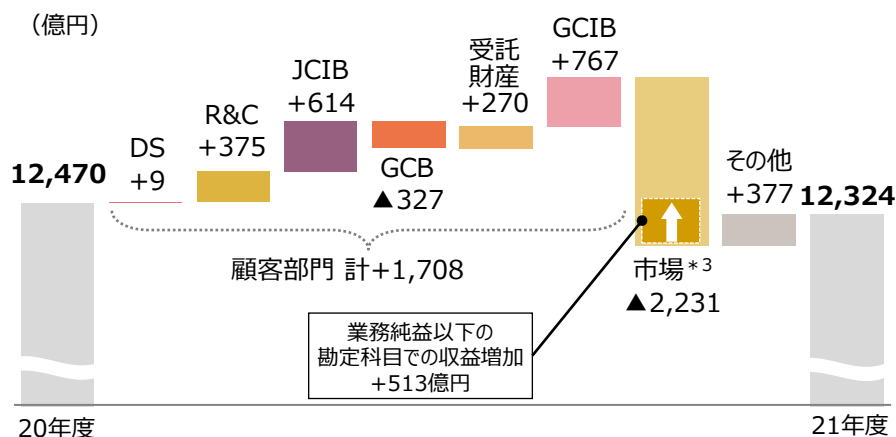 （億円）
12,470
DS
+9
R&C
+375
JCIB
+614
GCB
▲327
受託
財産
+270
GCIB
+767
顧客部門 計+1,708
市場*3
▲2,231
業務純益以下の
勘定科目での収益増加
+513億円
その他
+377
12,324
20年度
21年度